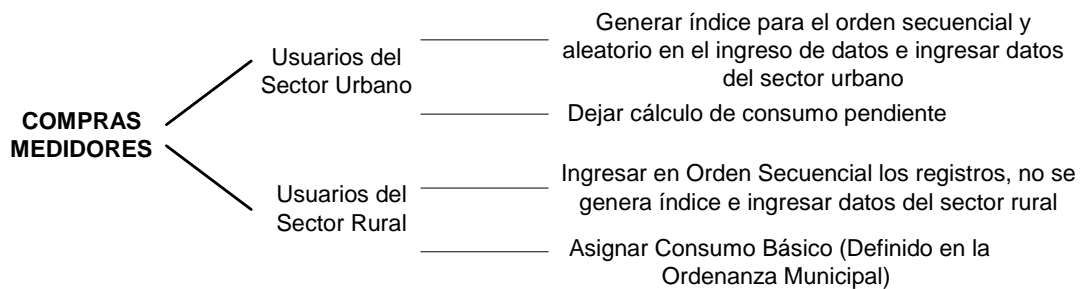 COMPRAS
MEDIDORES
Usuarios del
Sector Urbano
Generar índice para el orden secuencial y
aleatorio en el ingreso de datos e ingresar datos
del sector urbano
Dejar cálculo de consumo pendiente
Usuarios del
Sector Rural
Ingresar en Orden Secuencial los registros, no se
genera índice e ingresar datos del sector rural
Asignar Consumo Básico (Definido en la
Ordenanza Municipal)